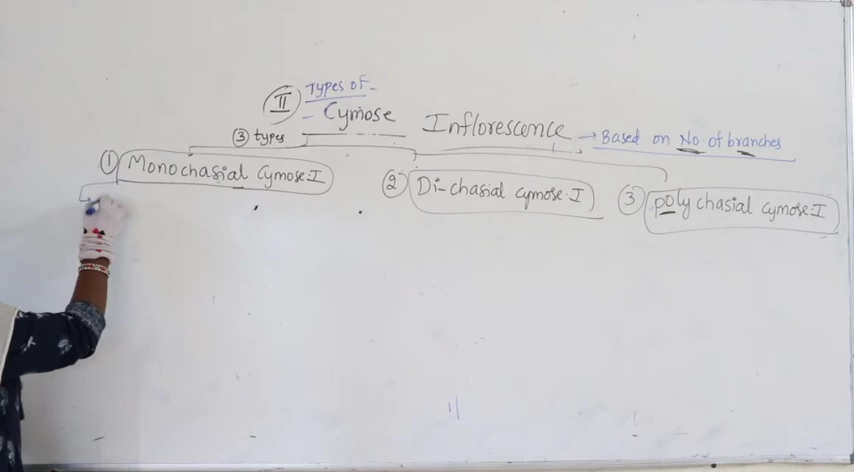 II Types of -
- Cymose Inflorescence → Based on No. of branches
③ types
① Monochasial Cymose.I
② Di-chasial cymose.I
③ poly chasial cymose.I